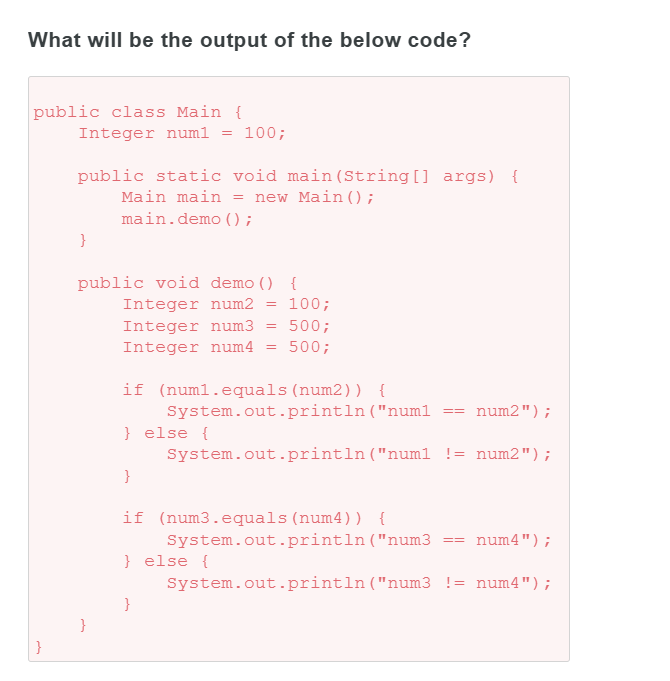 What will be the output of the below code?
public class Main {
    Integer num1 = 100;
    public static void main(String[] args) {
        Main main = new Main();
        main.demo();
    }
    public void demo() {
        Integer num2 = 100;
        Integer num3 = 500;
        Integer num4 = 500;
        if (num1.equals(num2)) {
            System.out.println("num1 == num2");
        } else {
            System.out.println("num1 != num2");
        }
        if (num3.equals(num4)) {
            System.out.println("num3 == num4");
        } else {
            System.out.println("num3 != num4");
        }
    }
}